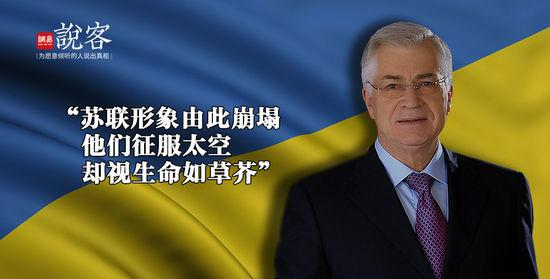 網易
說客
为愿意倾听的人说出真相
“苏联形象由此崩塌
他们征服太空
却视生命如草芥”